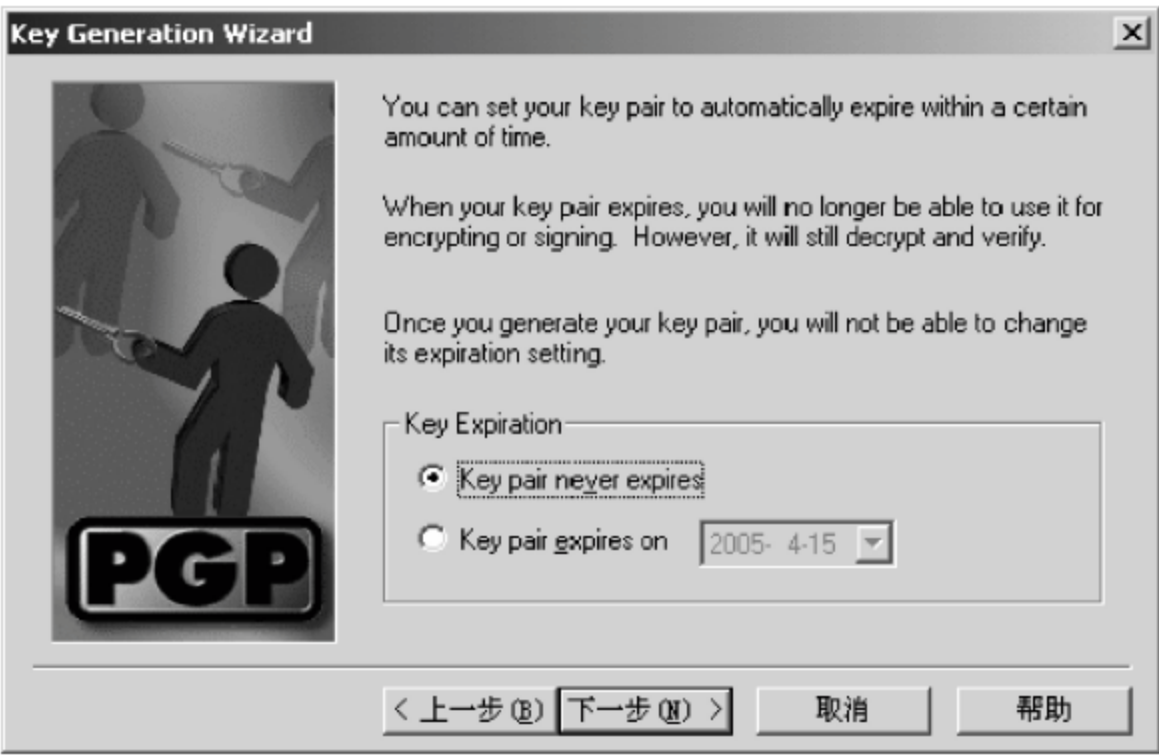 Key Generation Wizard
You can set your key pair to automatically expire within a certain
amount of time.
When your key pair expires, you will no longer be able to use it for
encrypting or signing. However, it will still decrypt and verify.
Once you generate your key pair, you will not be able to change
its expiration setting.
Key Expiration
Key pair never expires
Key pair expires on 2005- 4-15
PGP
< 上一步(B) 下一步(N) > 取消 帮助